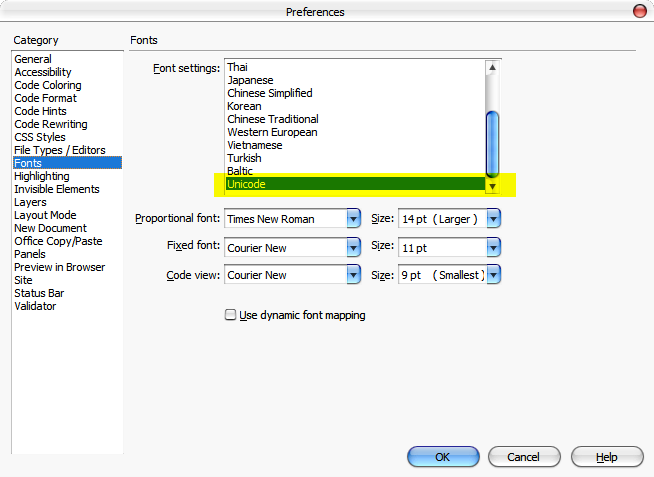 Preferences
Category
General
Accessibility
Code Coloring
Code Format
Code Hints
Code Rewriting
CSS Styles
File Types / Editors
Fonts
Highlighting
Invisible Elements
Layers
Layout Mode
New Document
Office Copy/Paste
Panels
Preview in Browser
Site
Status Bar
Validator
Fonts
Font settings:
Thai
Japanese
Chinese Simplified
Korean
Chinese Traditional
Western European
Vietnamese
Turkish
Baltic
Unicode
Proportional font: Times New Roman Size: 14 pt (Larger)
Fixed font: Courier New Size: 11 pt
Code view: Courier New Size: 9 pt (Smallest)
Use dynamic font mapping
OK Cancel Help